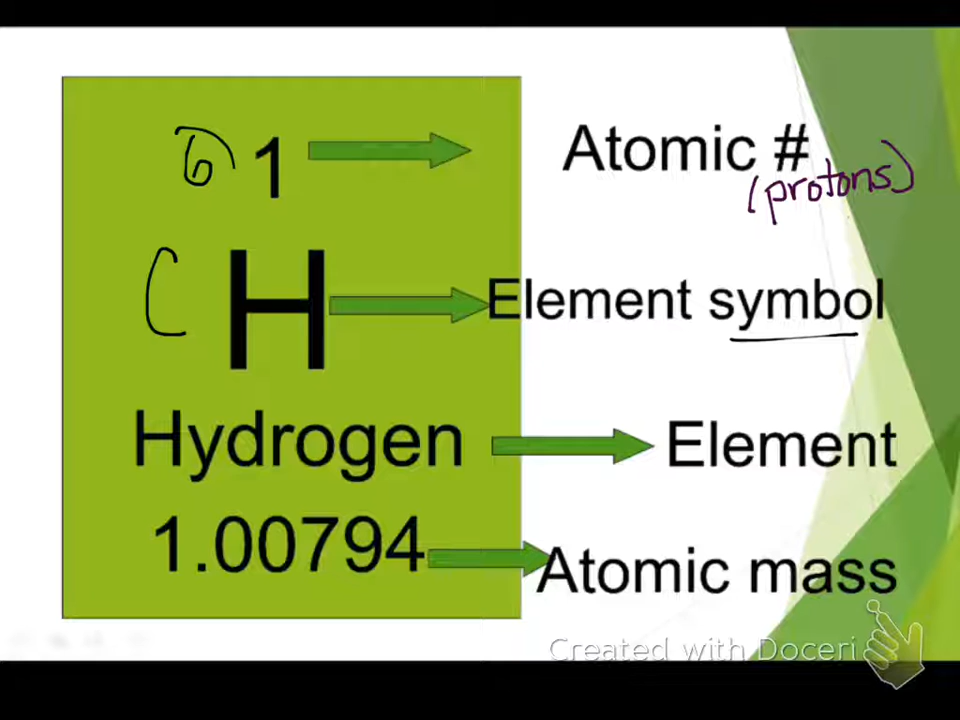 6 1 Atomic #
(protons)
C H Element symbol
Hydrogen Element
1.00794 Atomic mass
Created with Doceri